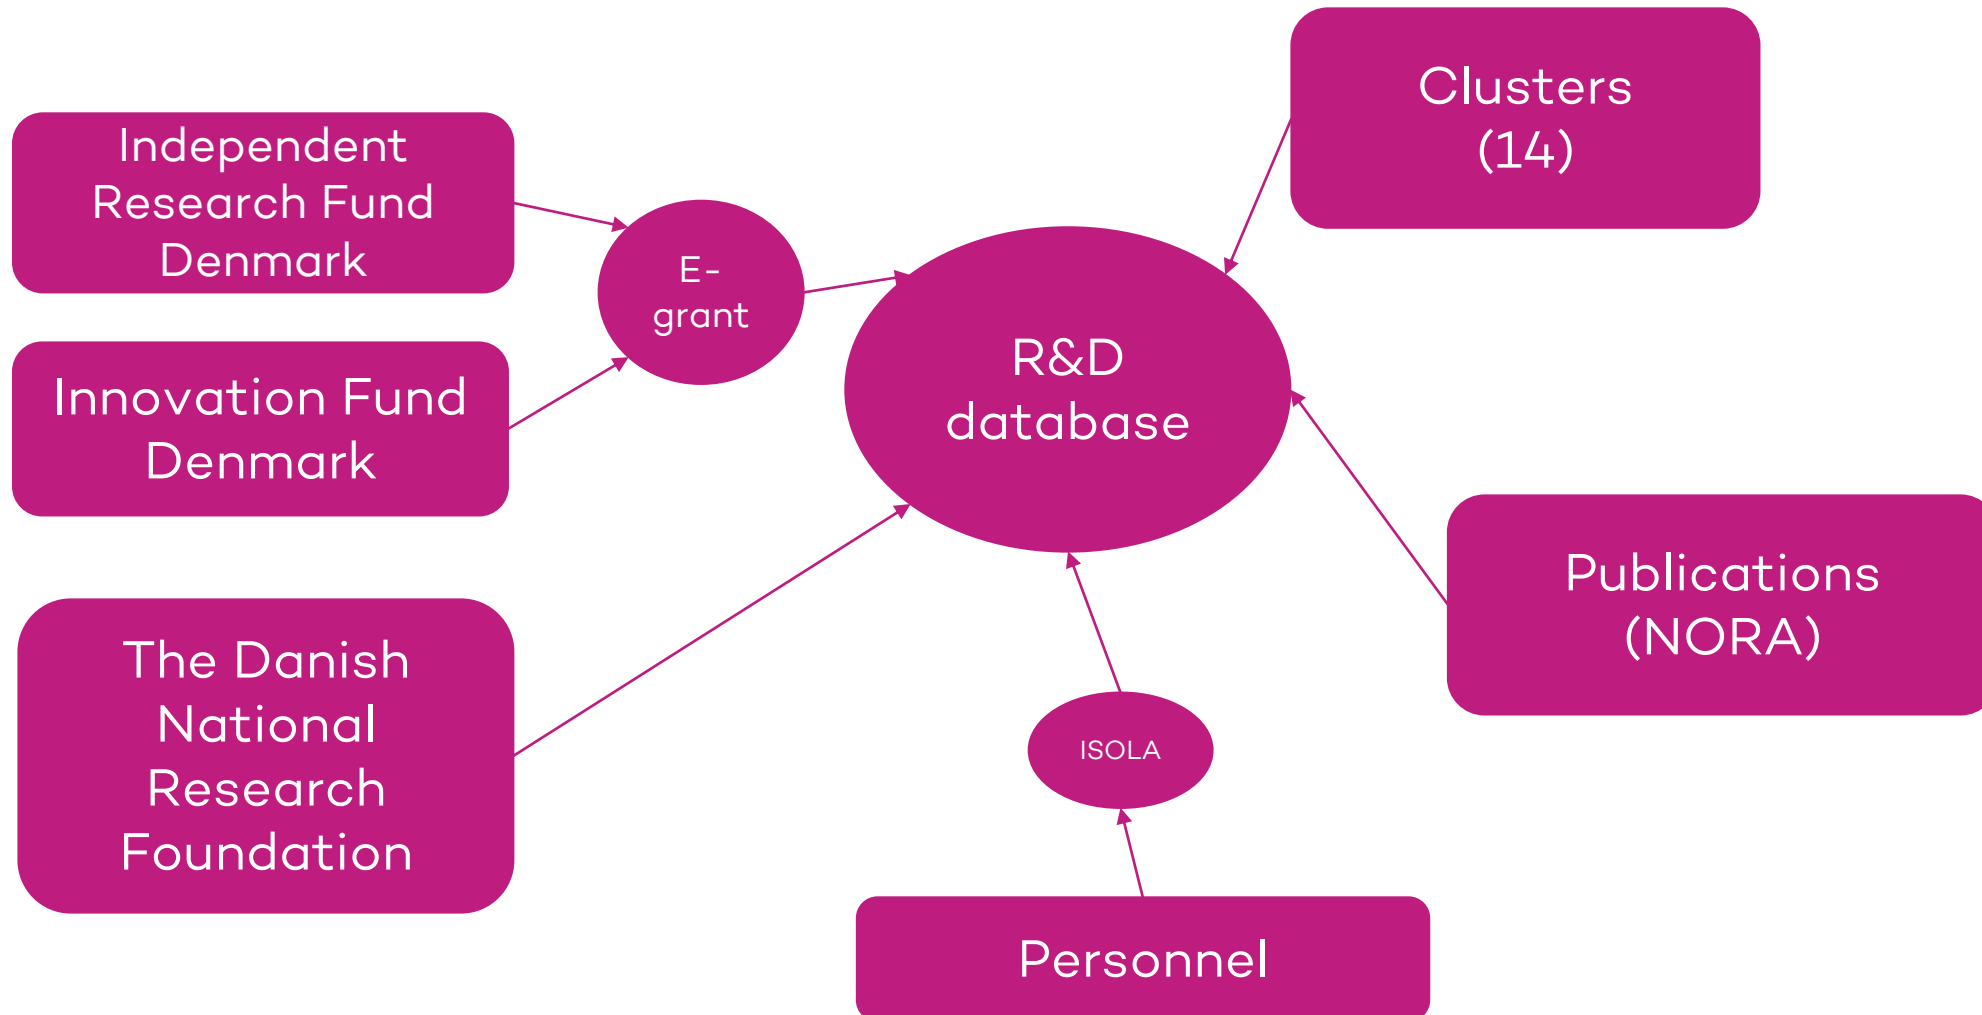 Independent
Research Fund
Denmark
Innovation Fund
Denmark
The Danish
National
Research
Foundation
E-
grant
R&D
database
Clusters
(14)
Publications
(NORA)
ISOLA
Personnel